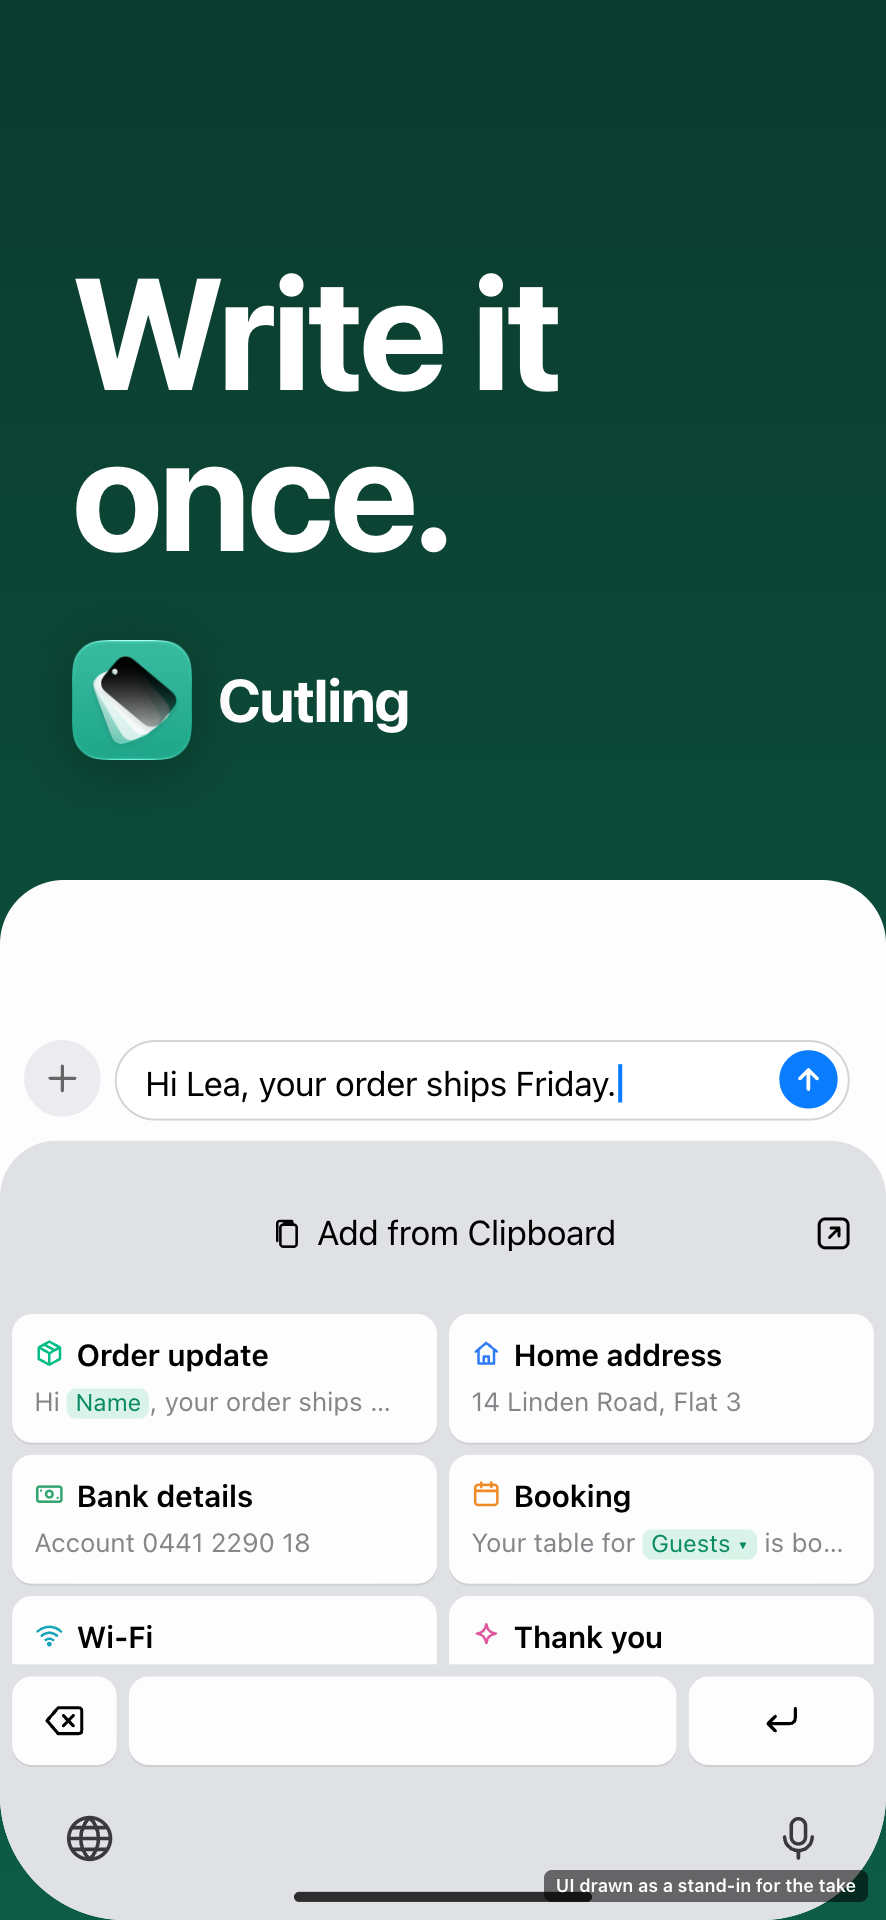 Write it
once.
Cutling
Hi Lea, your order ships Friday.
Add from Clipboard
Order update
Hi Name, your order ships ...
Home address
14 Linden Road, Flat 3
Bank details
Account 0441 2290 18
Booking
Your table for Guests ▾ is bo...
Wi-Fi
Thank you
UI drawn as a stand-in for the take